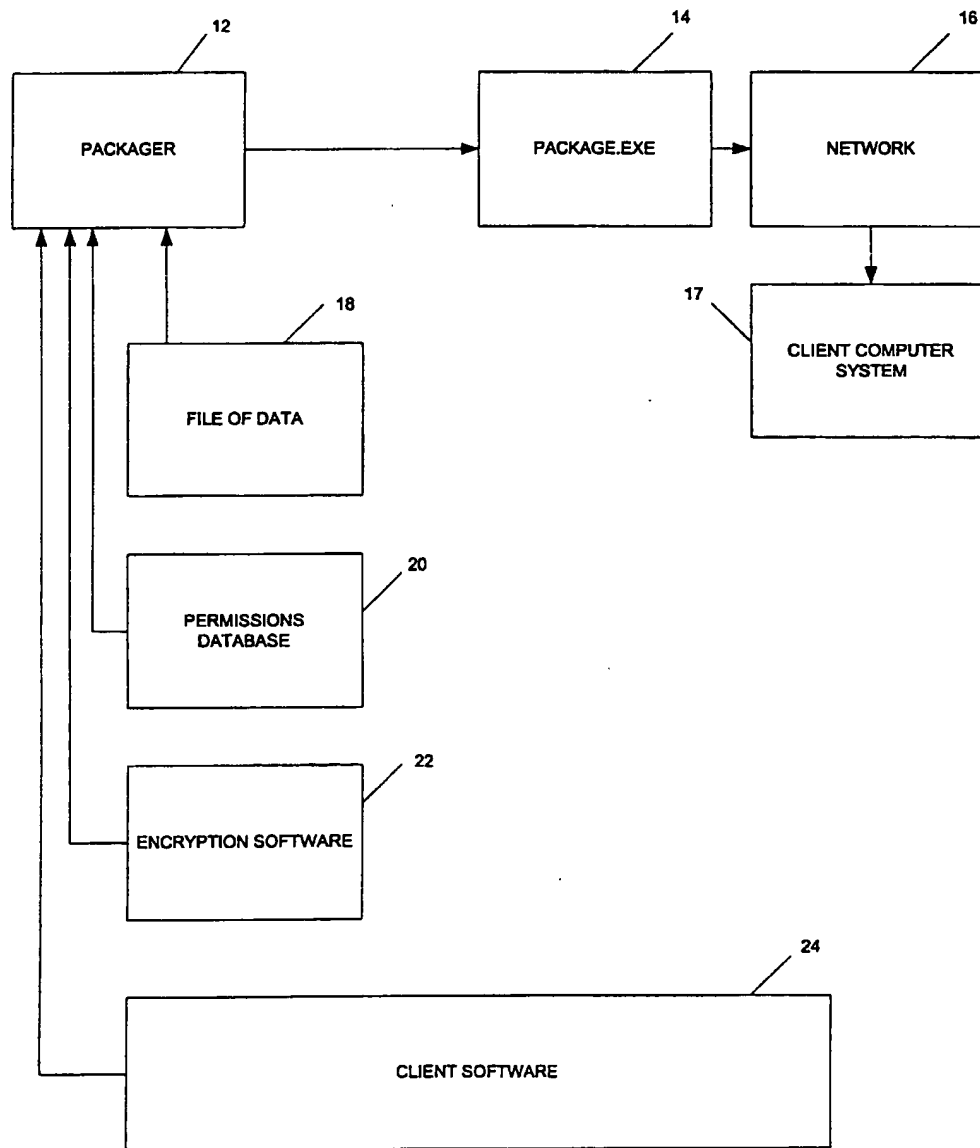 12
14
16
PACKAGER
PACKAGE.EXE
NETWORK
18
17
FILE OF DATA
CLIENT COMPUTER
SYSTEM
20
PERMISSIONS
DATABASE
22
ENCRYPTION SOFTWARE
24
CLIENT SOFTWARE